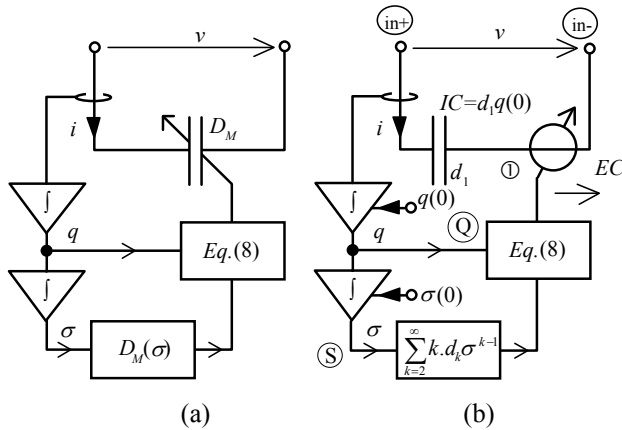 v
D_M
i
∫
q
Eq.(8)
∫
σ
D_M(σ)
(a)
in+
in-
v
IC=d_1q(0)
i
d_1
①
EC
∫
q(0)
q
Q
Eq.(8)
∫
σ(0)
S
σ
∑_{k=2}^{∞} k.d_kσ^{k-1}
(b)